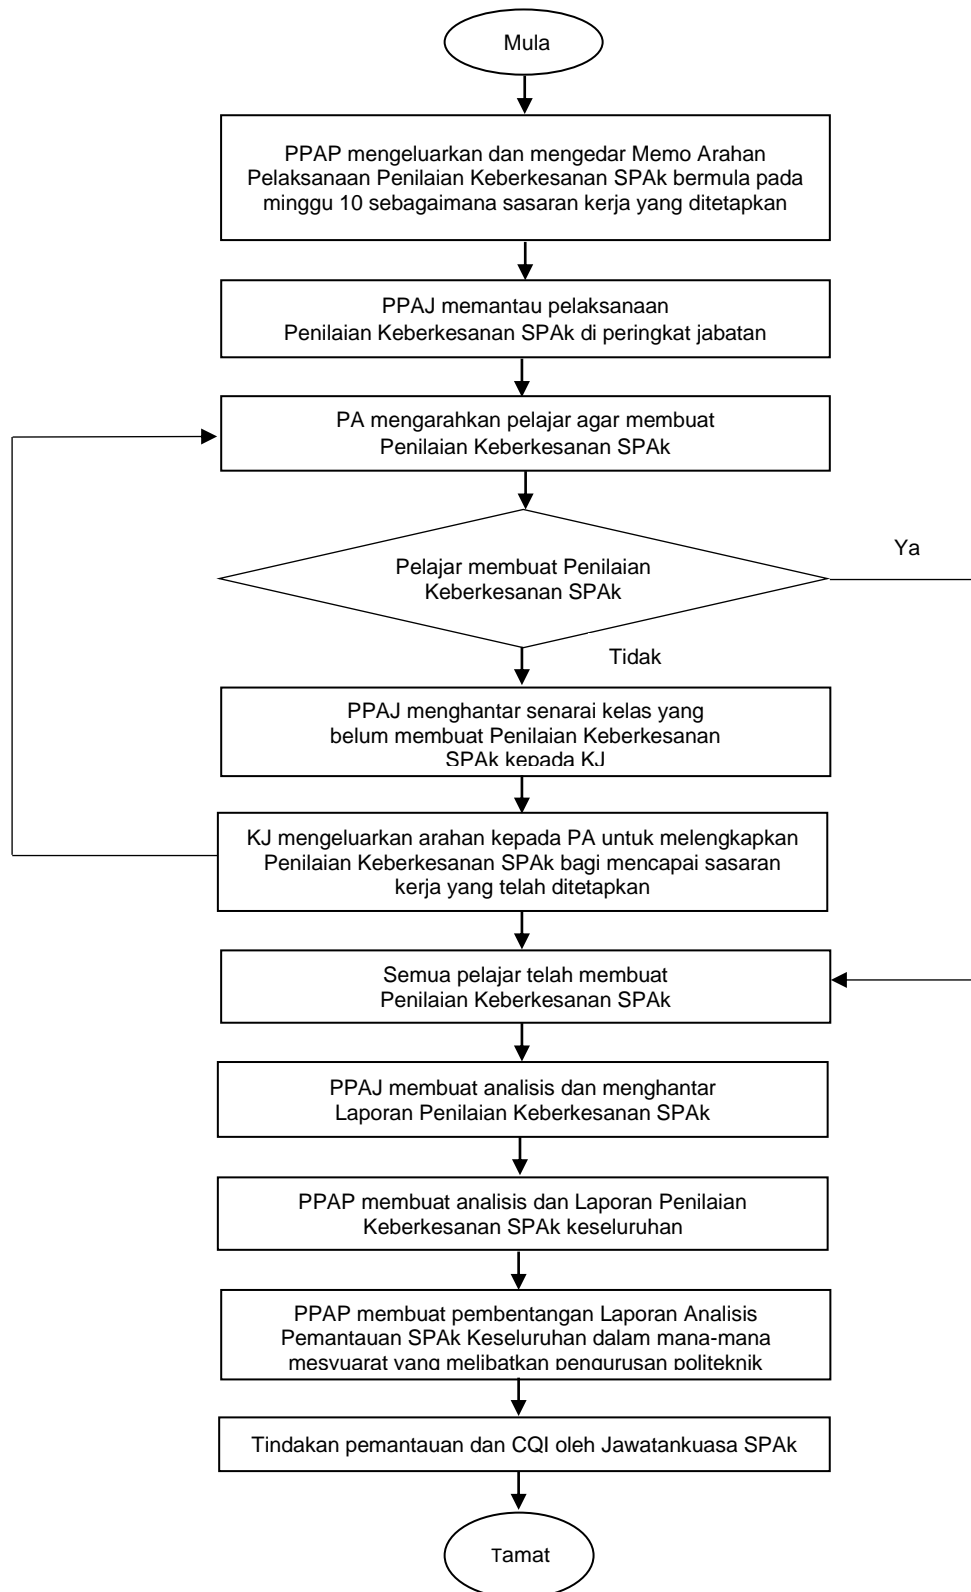 Mula
PPAP mengeluarkan dan mengedar Memo Arahan
Pelaksanaan Penilaian Keberkesanan SPAk bermula pada
minggu 10 sebagaimana sasaran kerja yang ditetapkan
PPAJ memantau pelaksanaan
Penilaian Keberkesanan SPAk di peringkat jabatan
PA mengarahkan pelajar agar membuat
Penilaian Keberkesanan SPAk
Ya
Pelajar membuat Penilaian
Keberkesanan SPAk
Tidak
PPAJ menghantar senarai kelas yang
belum membuat Penilaian Keberkesanan
SPAk kepada KJ
KJ mengeluarkan arahan kepada PA untuk melengkapkan
Penilaian Keberkesanan SPAk bagi mencapai sasaran
kerja yang telah ditetapkan
Semua pelajar telah membuat
Penilaian Keberkesanan SPAk
PPAJ membuat analisis dan menghantar
Laporan Penilaian Keberkesanan SPAk
PPAP membuat analisis dan Laporan Penilaian
Keberkesanan SPAk keseluruhan
PPAP membuat pembentangan Laporan Analisis
Pemantauan SPAk Keseluruhan dalam mana-mana
mesyuarat yang melibatkan pengurusan politeknik
Tindakan pemantauan dan CQI oleh Jawatankuasa SPAk
Tamat